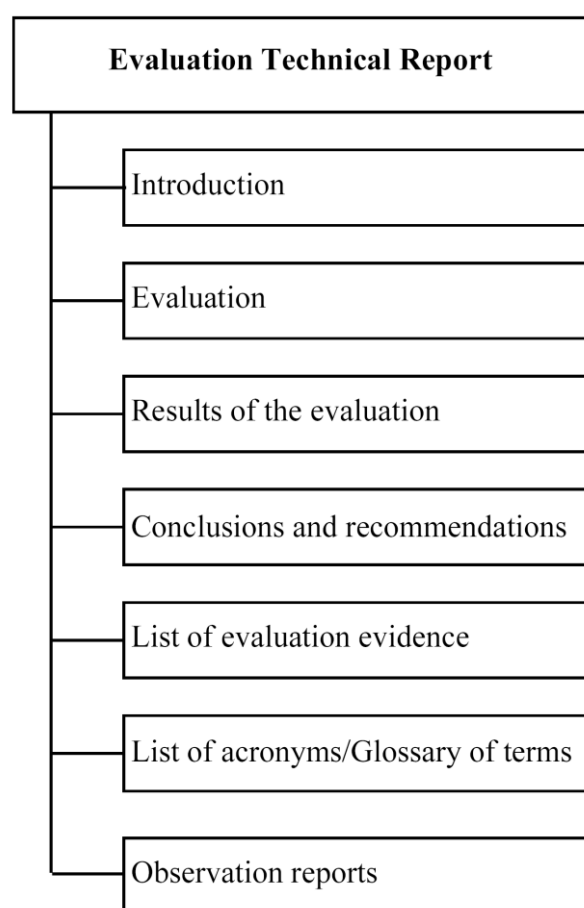 Evaluation Technical Report
Introduction
Evaluation
Results of the evaluation
Conclusions and recommendations
List of evaluation evidence
List of acronyms/Glossary of terms
Observation reports